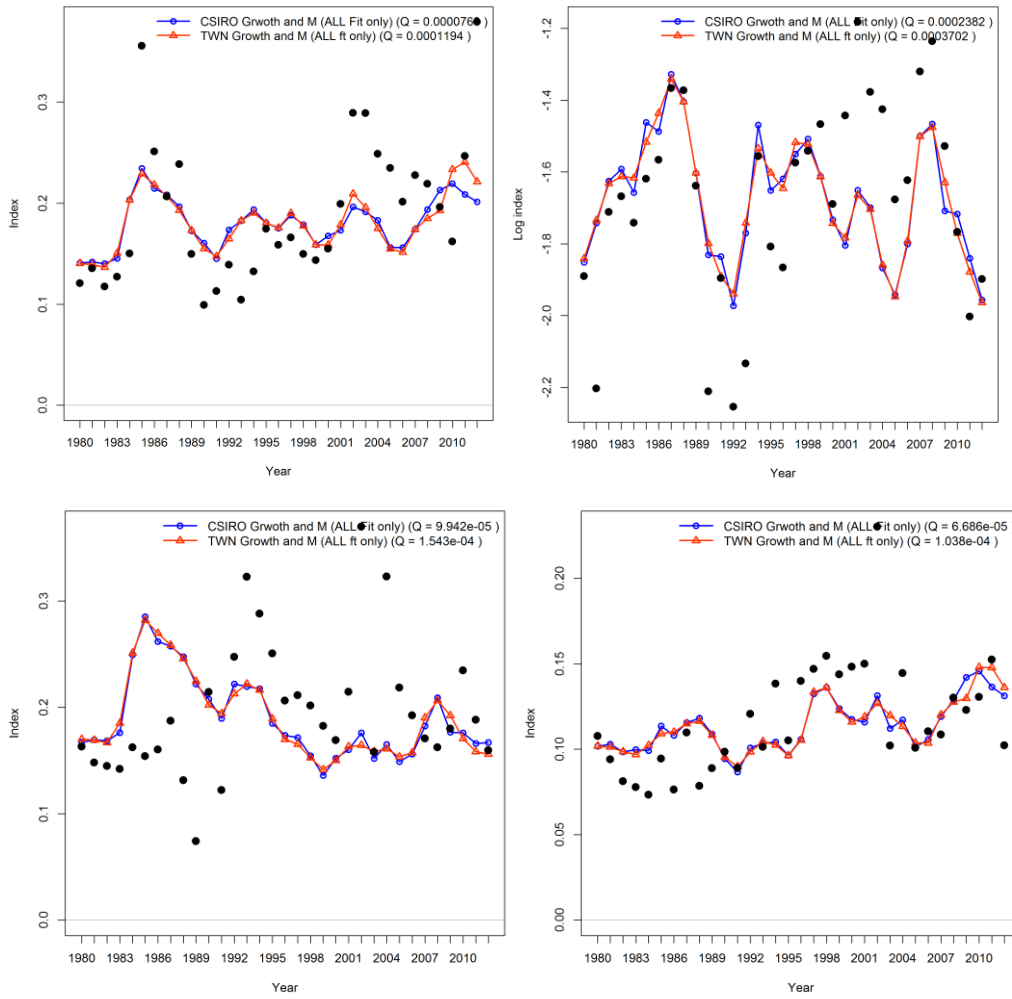 CSIRO Grwoth and M (ALL Fit only) (Q = 0.000076
TWN Growth and M (ALL ft only) (Q = 0.0001194 )
Index
0.3
0.2
0.1
0.0
1980 1983 1986 1989 1992 1995 1998 2001 2004 2007 2010
Year
CSIRO Grwoth and M (ALL Fit only) (Q = 0.0002382 )
TWN Growth and M (ALL ft only) (Q = 0.0003702 )
Log index
-1.2
-1.4
-1.6
-1.8
-2.0
-2.2
1980 1983 1986 1989 1992 1995 1998 2001 2004 2007 2010
Year
CSIRO Grwoth and M (ALL Fit only) (Q = 9.942e-05 )
TWN Growth and M (ALL ft only) (Q = 1.543e-04 )
Index
0.3
0.2
0.1
0.0
1980 1983 1986 1989 1992 1995 1998 2001 2004 2007 2010
Year
CSIRO Grwoth and M (ALL Fit only) (Q = 6.686e-05 )
TWN Growth and M (ALL ft only) (Q = 1.038e-04 )
Index
0.20
0.15
0.10
0.05
0.00
1980 1983 1986 1989 1992 1995 1998 2001 2004 2007 2010
Year